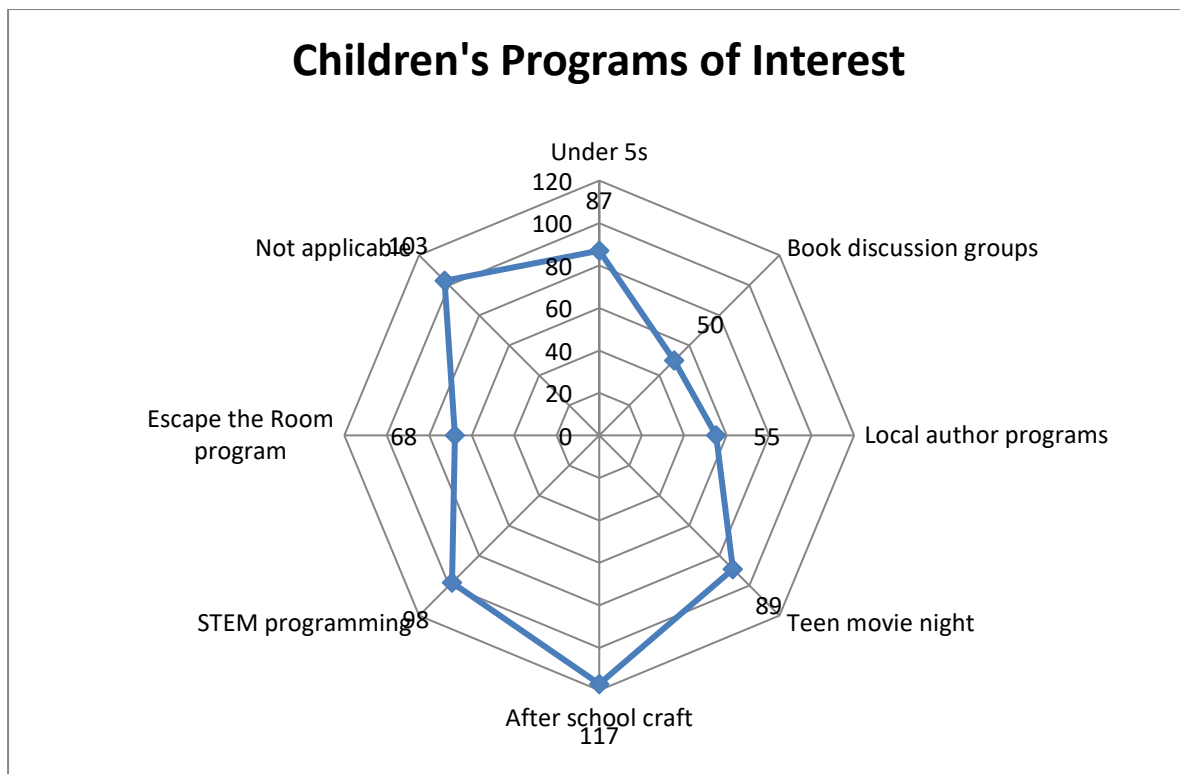 Children's Programs of Interest
Under 5s
120
87
100
80
60
40
20
0
Book discussion groups
50
Local author programs
55
Teen movie night
89
After school craft
117
STEM programming
98
Escape the Room
program
68
Not applicable
103